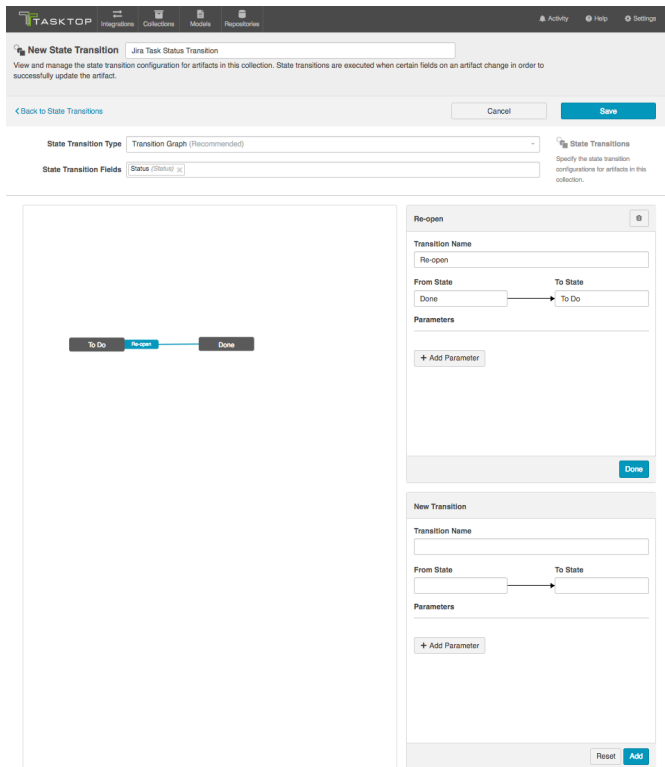 TASKTOP
Integrations
Collections
Models
Repositories
Activity
Help
Settings
New State Transition
Jira Task Status Transition
View and manage the state transition configuration for artifacts in this collection. State transitions are executed when certain fields on an artifact change in order to
successfully update the artifact.
Back to State Transitions
Cancel
Save
State Transition Type
Transition Graph (Recommended)
State Transitions
Specify the state transition
configurations for artifacts in this
collection.
State Transition Fields
Status (Status)
Re-open
Transition Name
Re-open
From State
To State
Done
To Do
Parameters
+ Add Parameter
Done
To Do
Re-open
Done
New Transition
Transition Name
From State
To State
Parameters
+ Add Parameter
Reset
Add